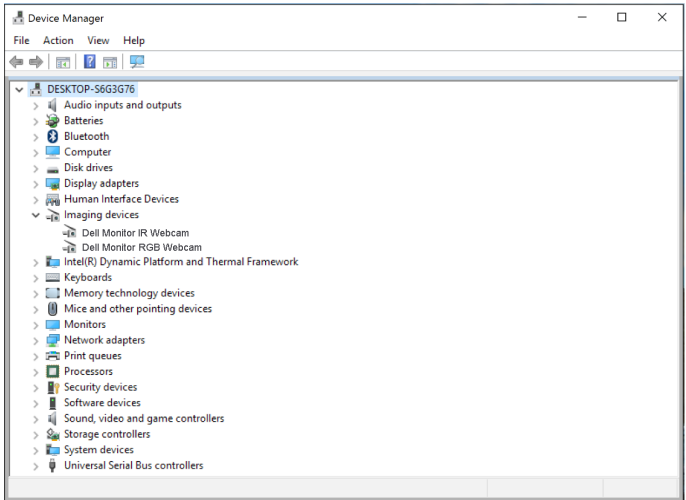 Device Manager
File Action View Help
DESKTOP-S6G3G76
Audio inputs and outputs
Batteries
Bluetooth
Computer
Disk drives
Display adapters
Human Interface Devices
Imaging devices
Dell Monitor IR Webcam
Dell Monitor RGB Webcam
Intel(R) Dynamic Platform and Thermal Framework
Keyboards
Memory technology devices
Mice and other pointing devices
Monitors
Network adapters
Print queues
Processors
Security devices
Software devices
Sound, video and game controllers
Storage controllers
System devices
Universal Serial Bus controllers